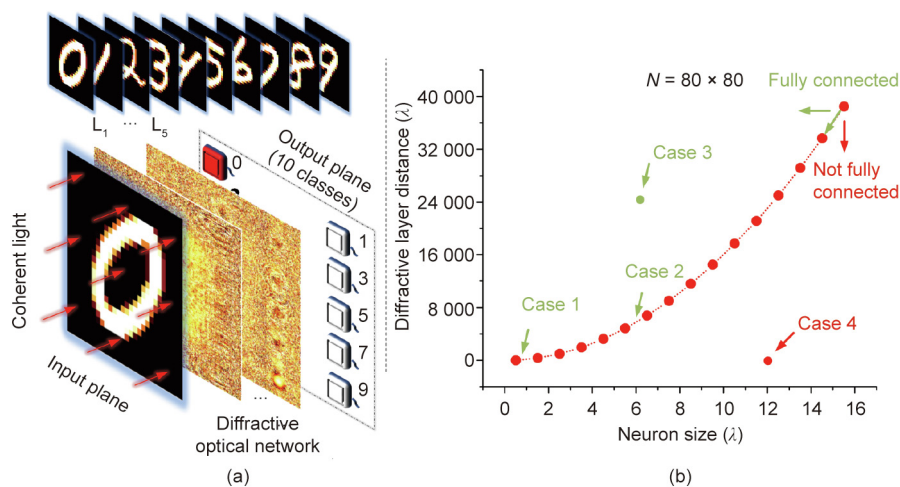 0 1 2 3 4 5 6 7 8 9
L1 ... L5
Output plane
(10 classes)
0
1
3
5
7
9
Coherent light
Input plane
...
Diffractive
optical network
(a)
N = 80 × 80
Fully connected
Not fully
connected
Case 3
Case 2
Case 1
Case 4
Diffractive layer distance (λ)
40 000
32 000
24 000
16 000
8 000
0
0 2 4 6 8 10 12 14 16
Neuron size (λ)
(b)